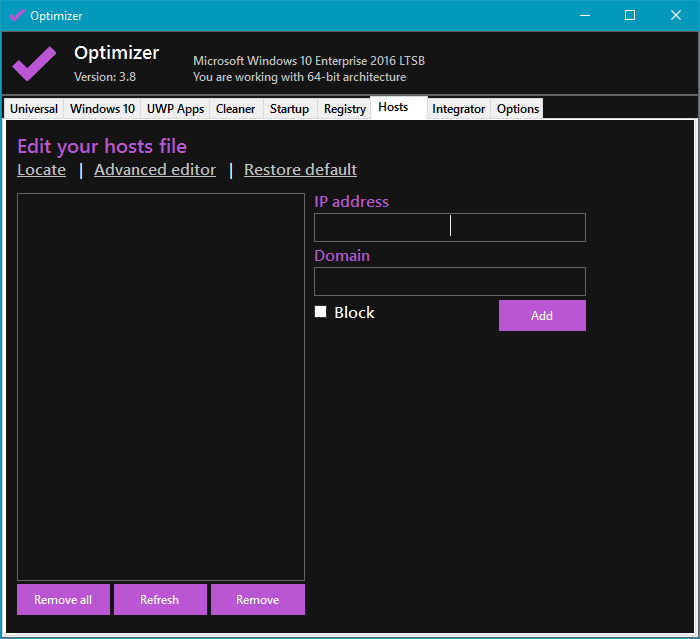 Optimizer
Optimizer
Version: 3.8
Microsoft Windows 10 Enterprise 2016 LTSB
You are working with 64-bit architecture
Universal Windows 10 UWP Apps Cleaner Startup Registry Hosts Integrator Options
Edit your hosts file
Locate | Advanced editor | Restore default
IP address
Domain
Block
Add
Remove all Refresh Remove